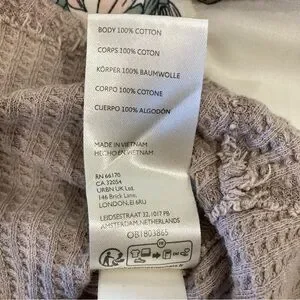 BODY 100% COTTON
CORPS 100% COTON
KÖRPER 100% BAUMWOLLE
CORPO 100% COTONE
CUERPO 100% ALGODÓN
MADE IN VIETNAM
HECHO EN VIETNAM
RN 66170
CA 32054
URBN UK Ltd,
146 Brick Lane,
LONDON, E1 6RU
LEIDSESTRAAT 32, 1017 PB
AMSTERDAM, NETHERLANDS
OB1803865
FR